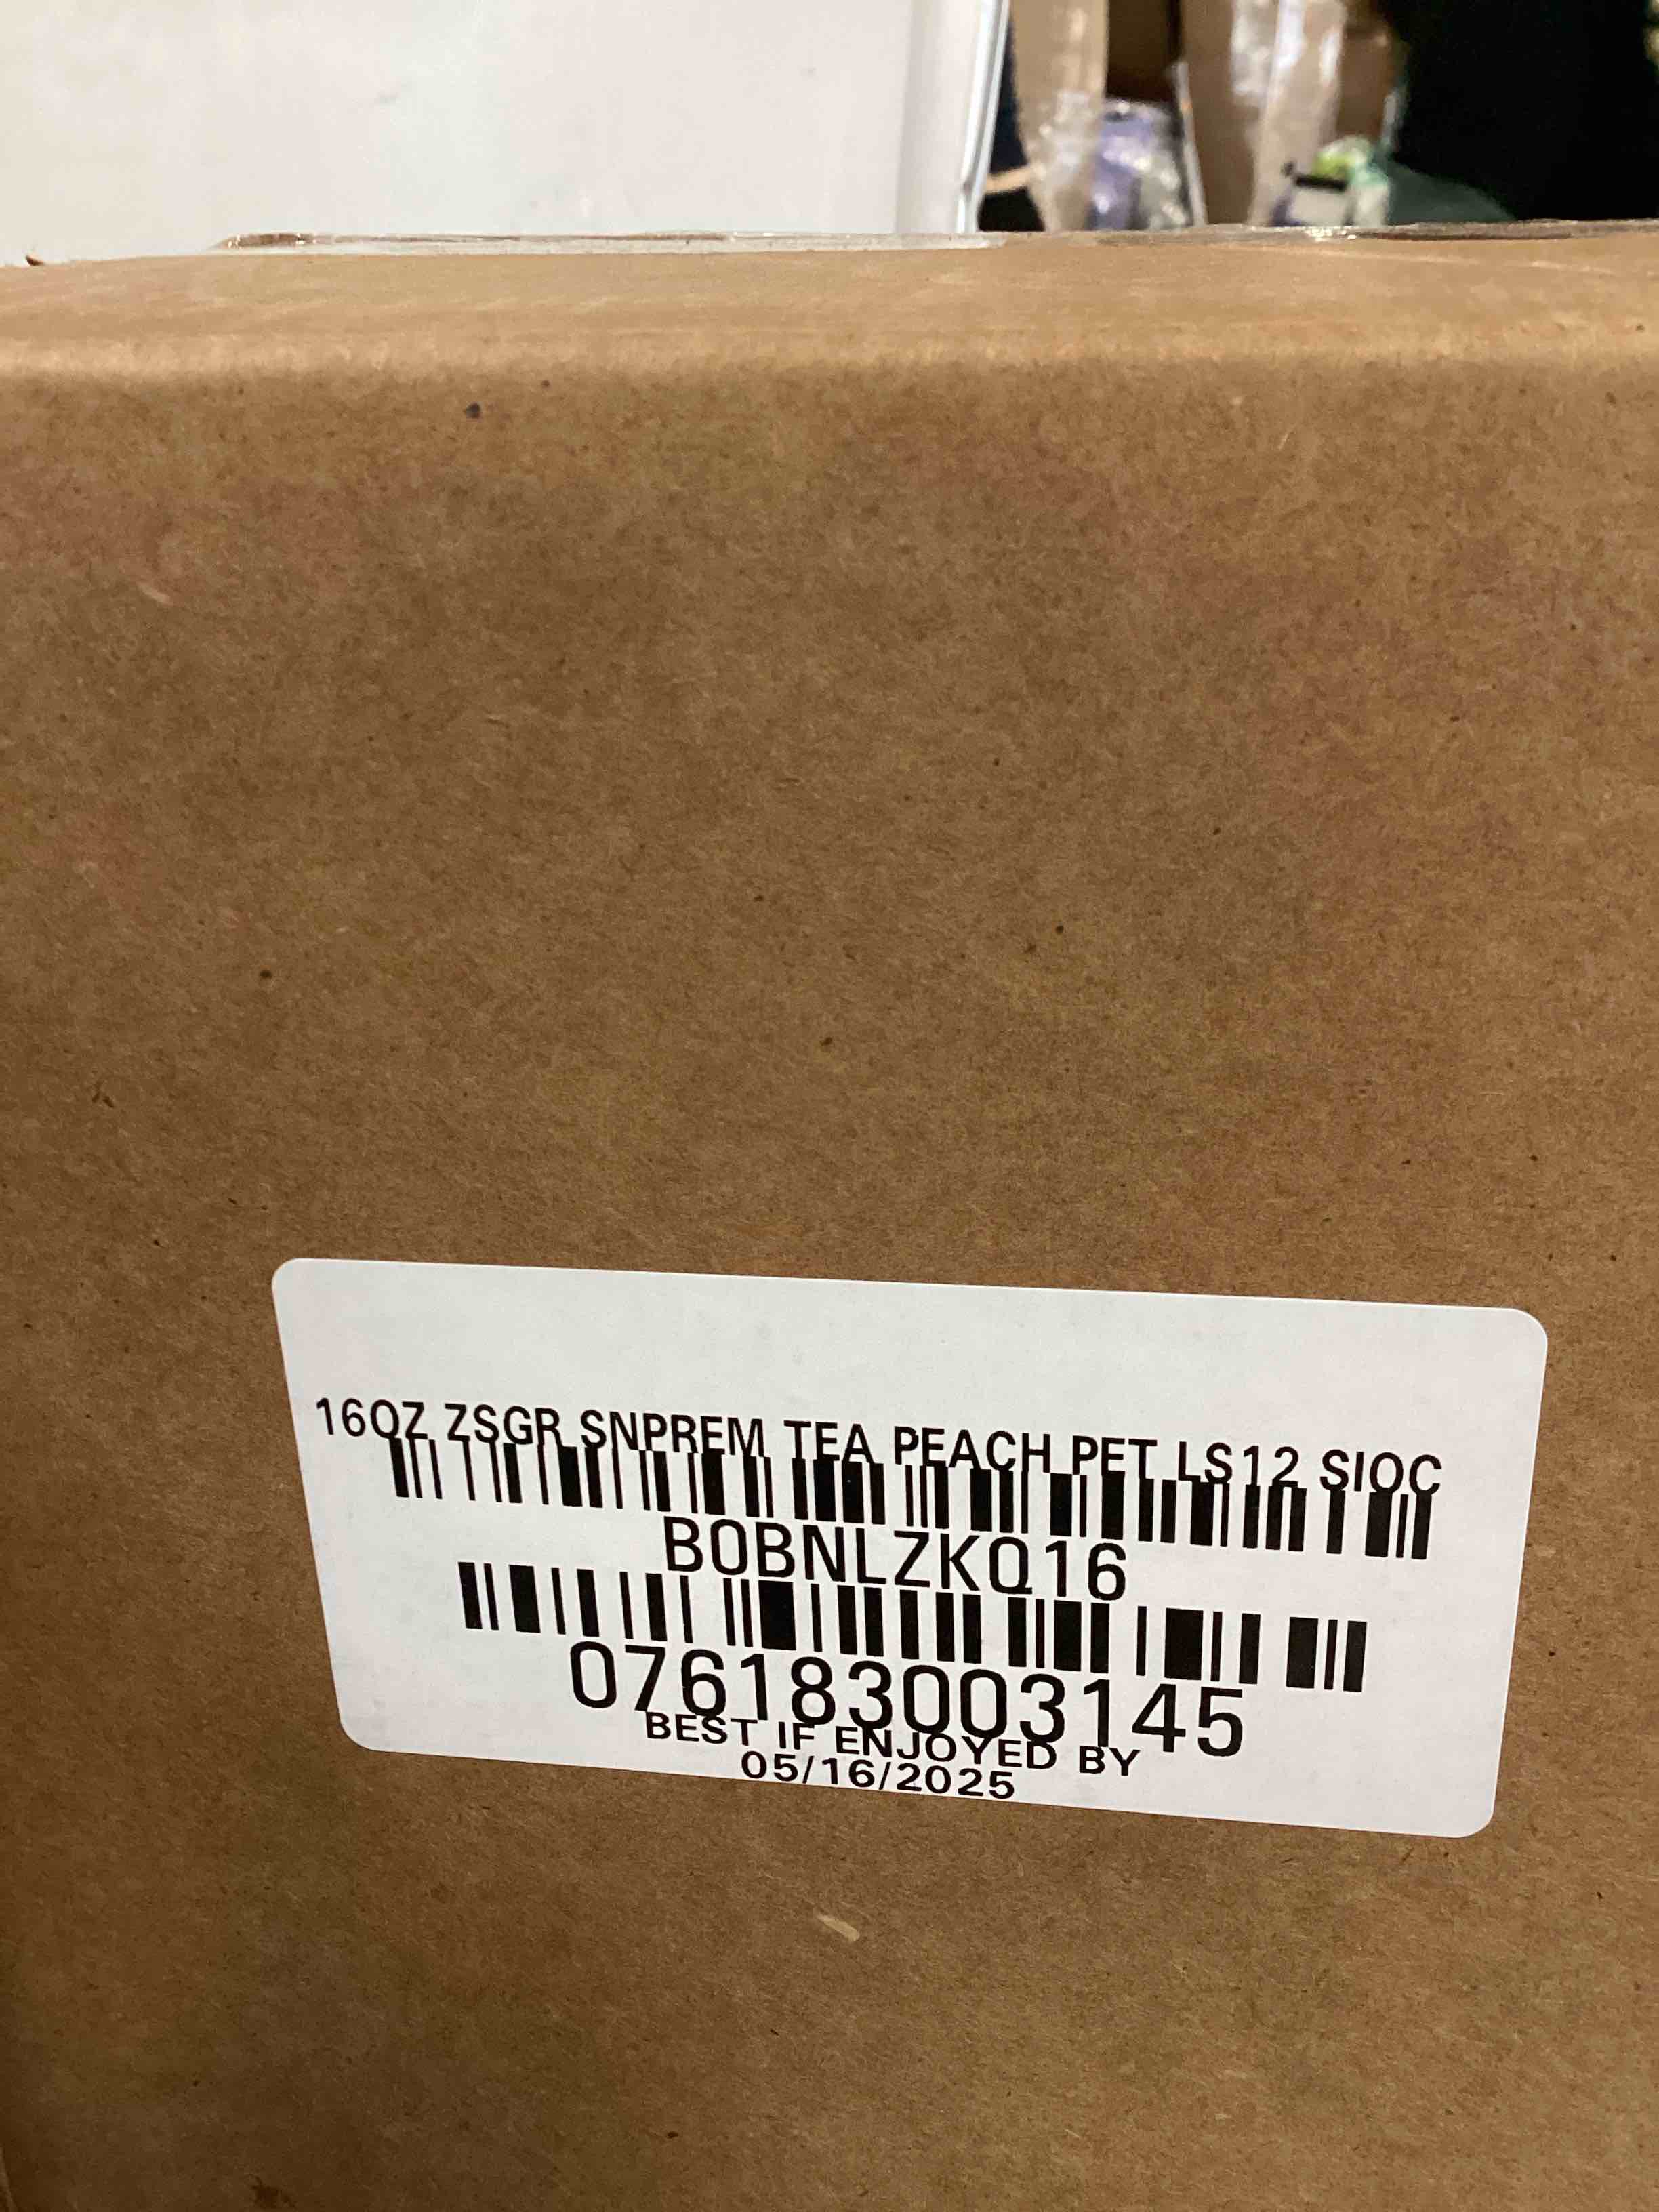 16OZ ZSGR SNPREM TEA PEACH PET LS12 SIOC
B0BNLZKQ16
076183003145
BEST IF ENJOYED BY
05/16/2025